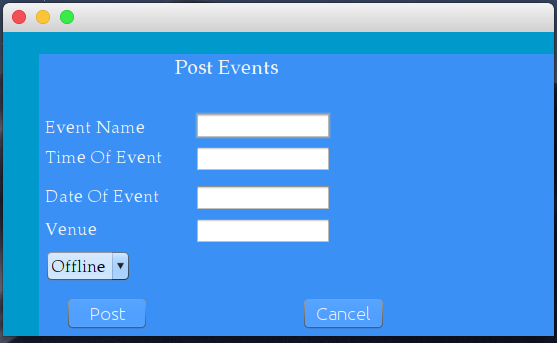 Post Events
Event Name
Time Of Event
Date Of Event
Venue
Offline
Post Cancel